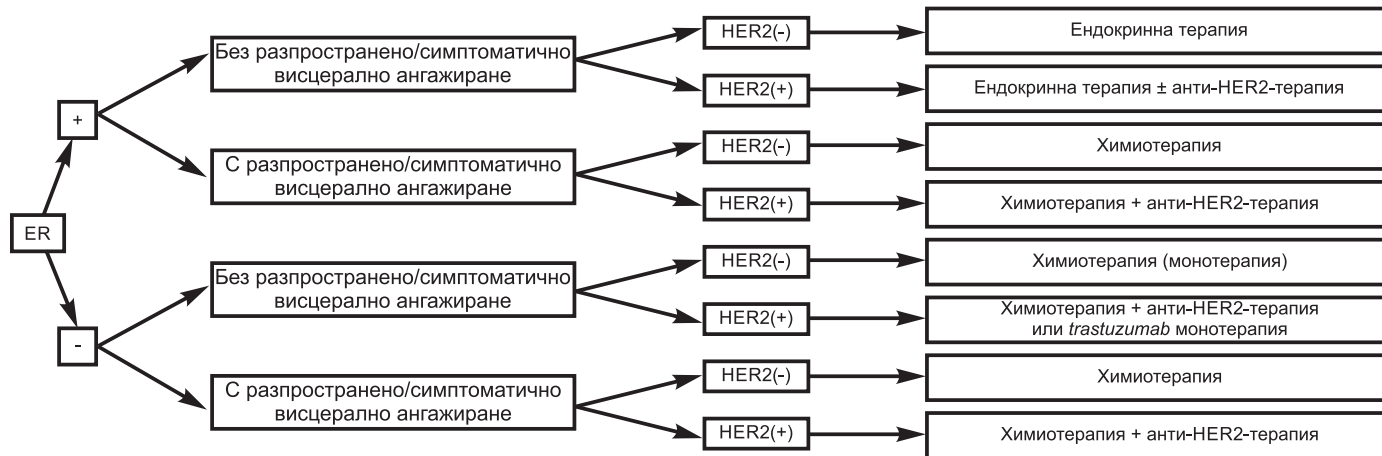 ER
+
Без разпространено/симптоматично
висцерално ангажиране
HER2(-)
Ендокринна терапия
HER2(+)
Ендокринна терапия ± анти-HER2-терапия
С разпространено/симптоматично
висцерално ангажиране
HER2(-)
Химиотерапия
HER2(+)
Химиотерапия + анти-HER2-терапия
-
Без разпространено/симптоматично
висцерално ангажиране
HER2(-)
Химиотерапия (монотерапия)
HER2(+)
Химиотерапия + анти-HER2-терапия
или trastuzumab монотерапия
С разпространено/симптоматично
висцерално ангажиране
HER2(-)
Химиотерапия
HER2(+)
Химиотерапия + анти-HER2-терапия